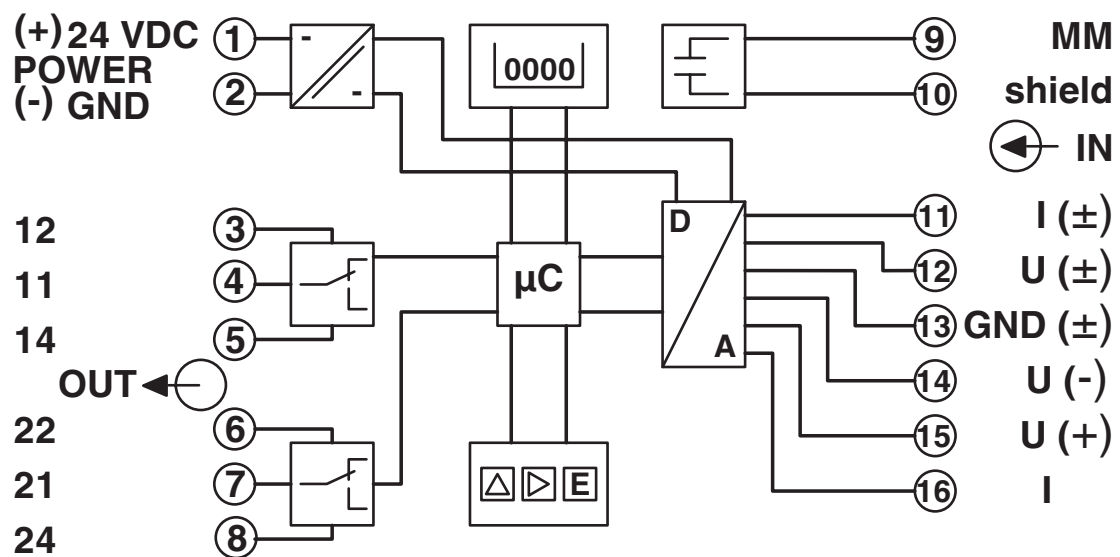 (+) 24 VDC
POWER
(-) GND
1
2
-
-
0000
9 MM
10 shield
IN
12 3
11 4
14 5
OUT
22 6
21 7
24 8
µC
D
A
E
11 I (±)
12 U (±)
13 GND (±)
14 U (-)
15 U (+)
16 I